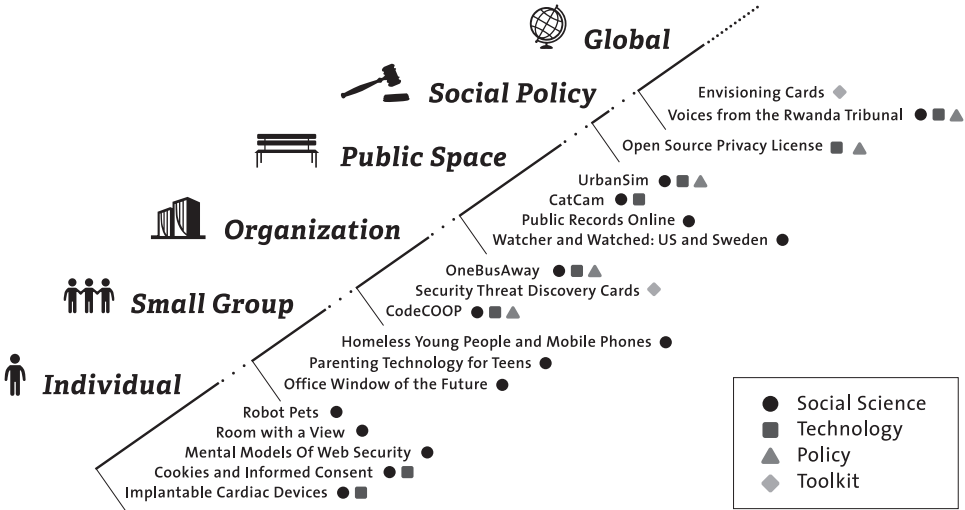 Global
Social Policy
Envisioning Cards
Voices from the Rwanda Tribunal
Open Source Privacy License
Public Space
UrbanSim
CatCam
Public Records Online
Watcher and Watched: US and Sweden
Organization
OneBusAway
Security Threat Discovery Cards
CodeCOOP
Small Group
Homeless Young People and Mobile Phones
Parenting Technology for Teens
Office Window of the Future
Individual
Robot Pets
Room with a View
Mental Models Of Web Security
Cookies and Informed Consent
Implantable Cardiac Devices
Social Science
Technology
Policy
Toolkit